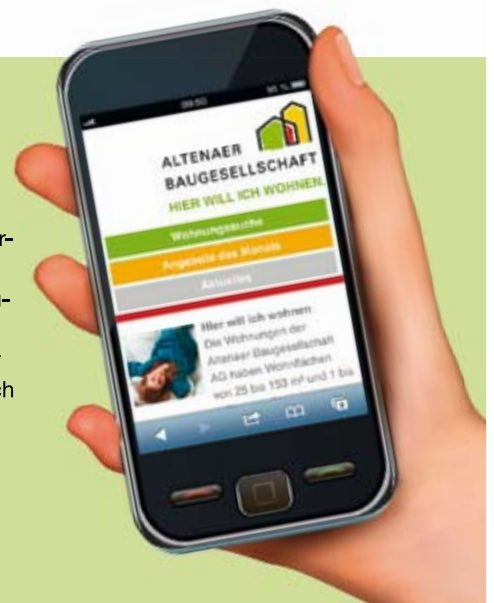 09:50
ALTENAER
BAUGESELLSCHAFT
HIER WILL ICH WOHNEN.
Wohnungssuche
Angebote des Monats
Aktuelles
Hier will ich wohnen
Die Wohnungen der
Altenaer Baugesellschaft
AG haben Wohnflächen
von 25 bis 153 m² und 1 bis
r-
ch